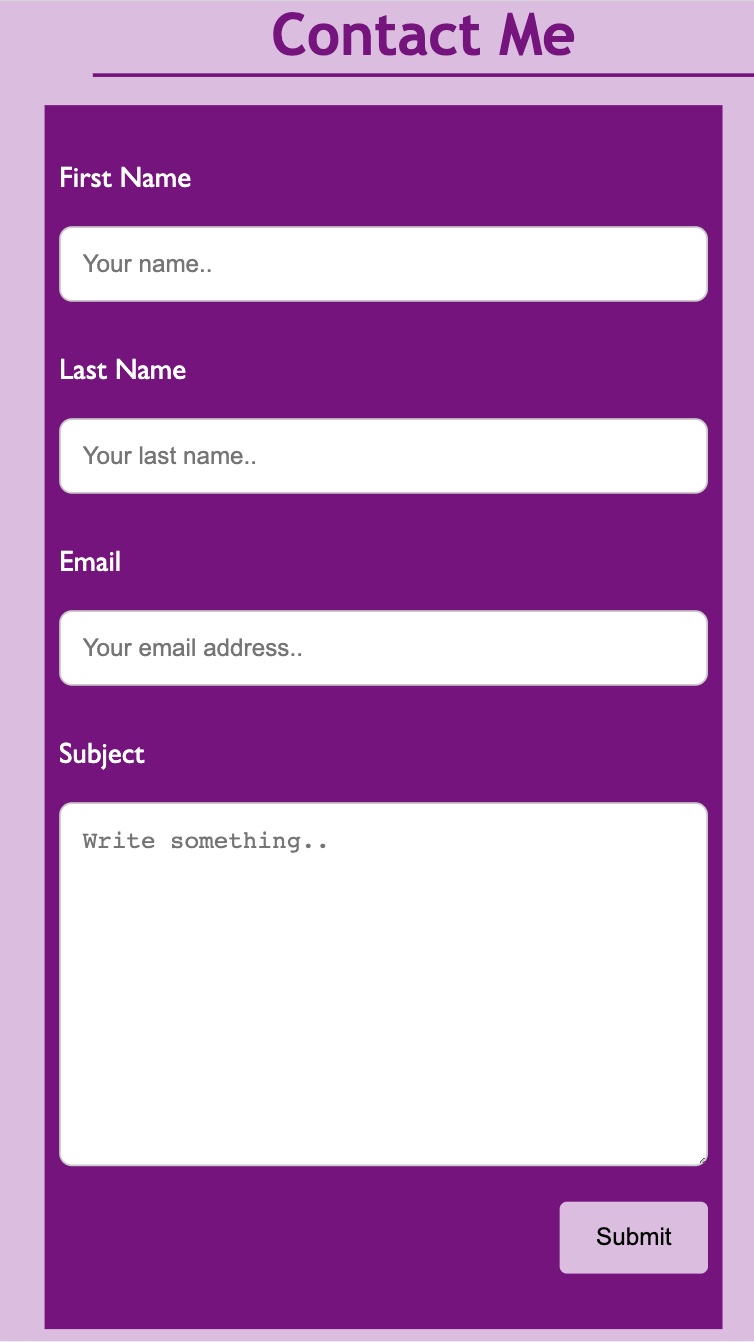 Contact Me
First Name
Your name..
Last Name
Your last name..
Email
Your email address..
Subject
Write something..
Submit